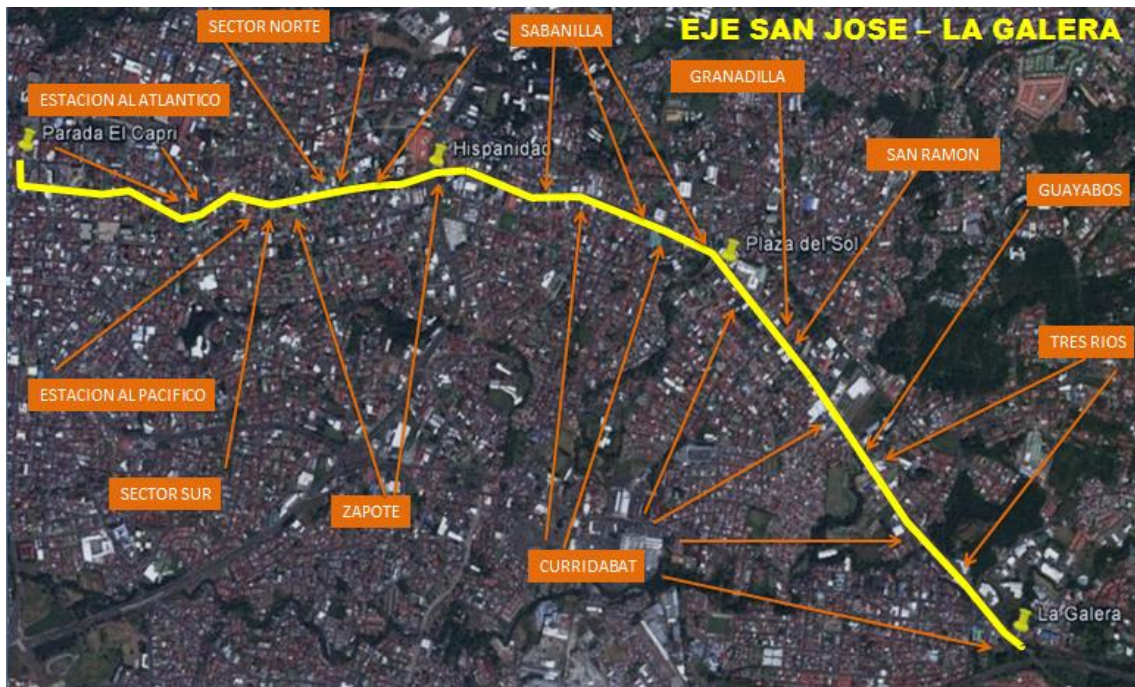 EJE SAN JOSE – LA GALERA
SECTOR NORTE
SABANILLA
GRANADILLA
ESTACION AL ATLANTICO
Parada El Capri
Hispanidad
SAN RAMON
GUAYABOS
Plaza del Sol
TRES RIOS
ESTACION AL PACIFICO
SECTOR SUR
ZAPOTE
CURRIDABAT
La Galera